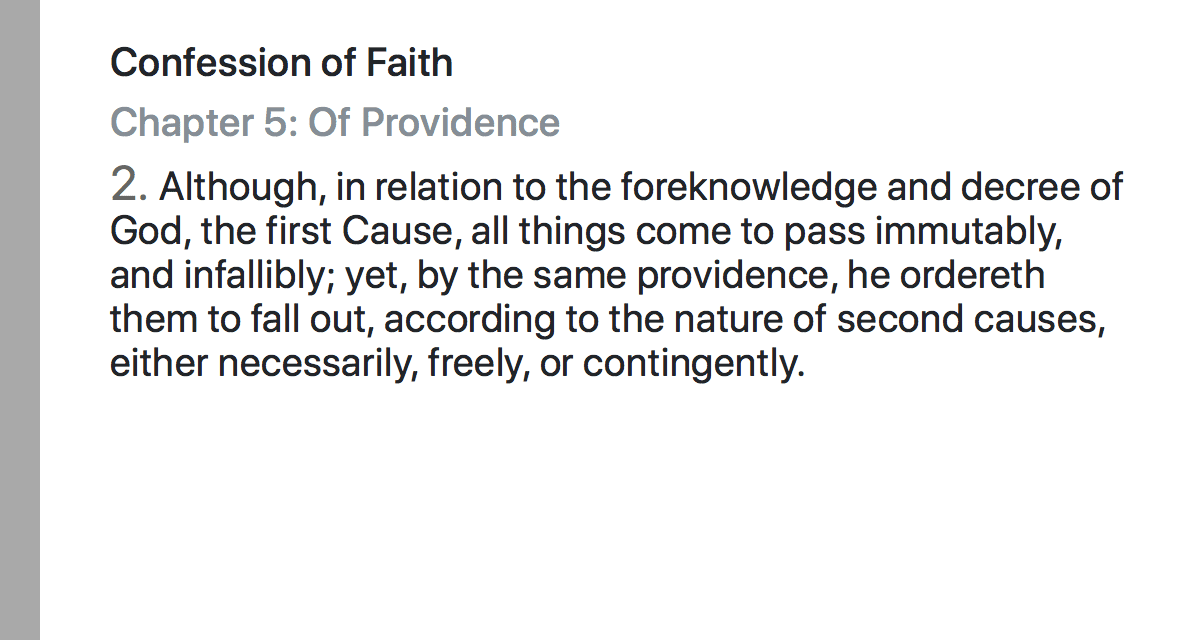 Confession of Faith
Chapter 5: Of Providence
2. Although, in relation to the foreknowledge and decree of
God, the first Cause, all things come to pass immutably,
and infallibly; yet, by the same providence, he ordereth
them to fall out, according to the nature of second causes,
either necessarily, freely, or contingently.